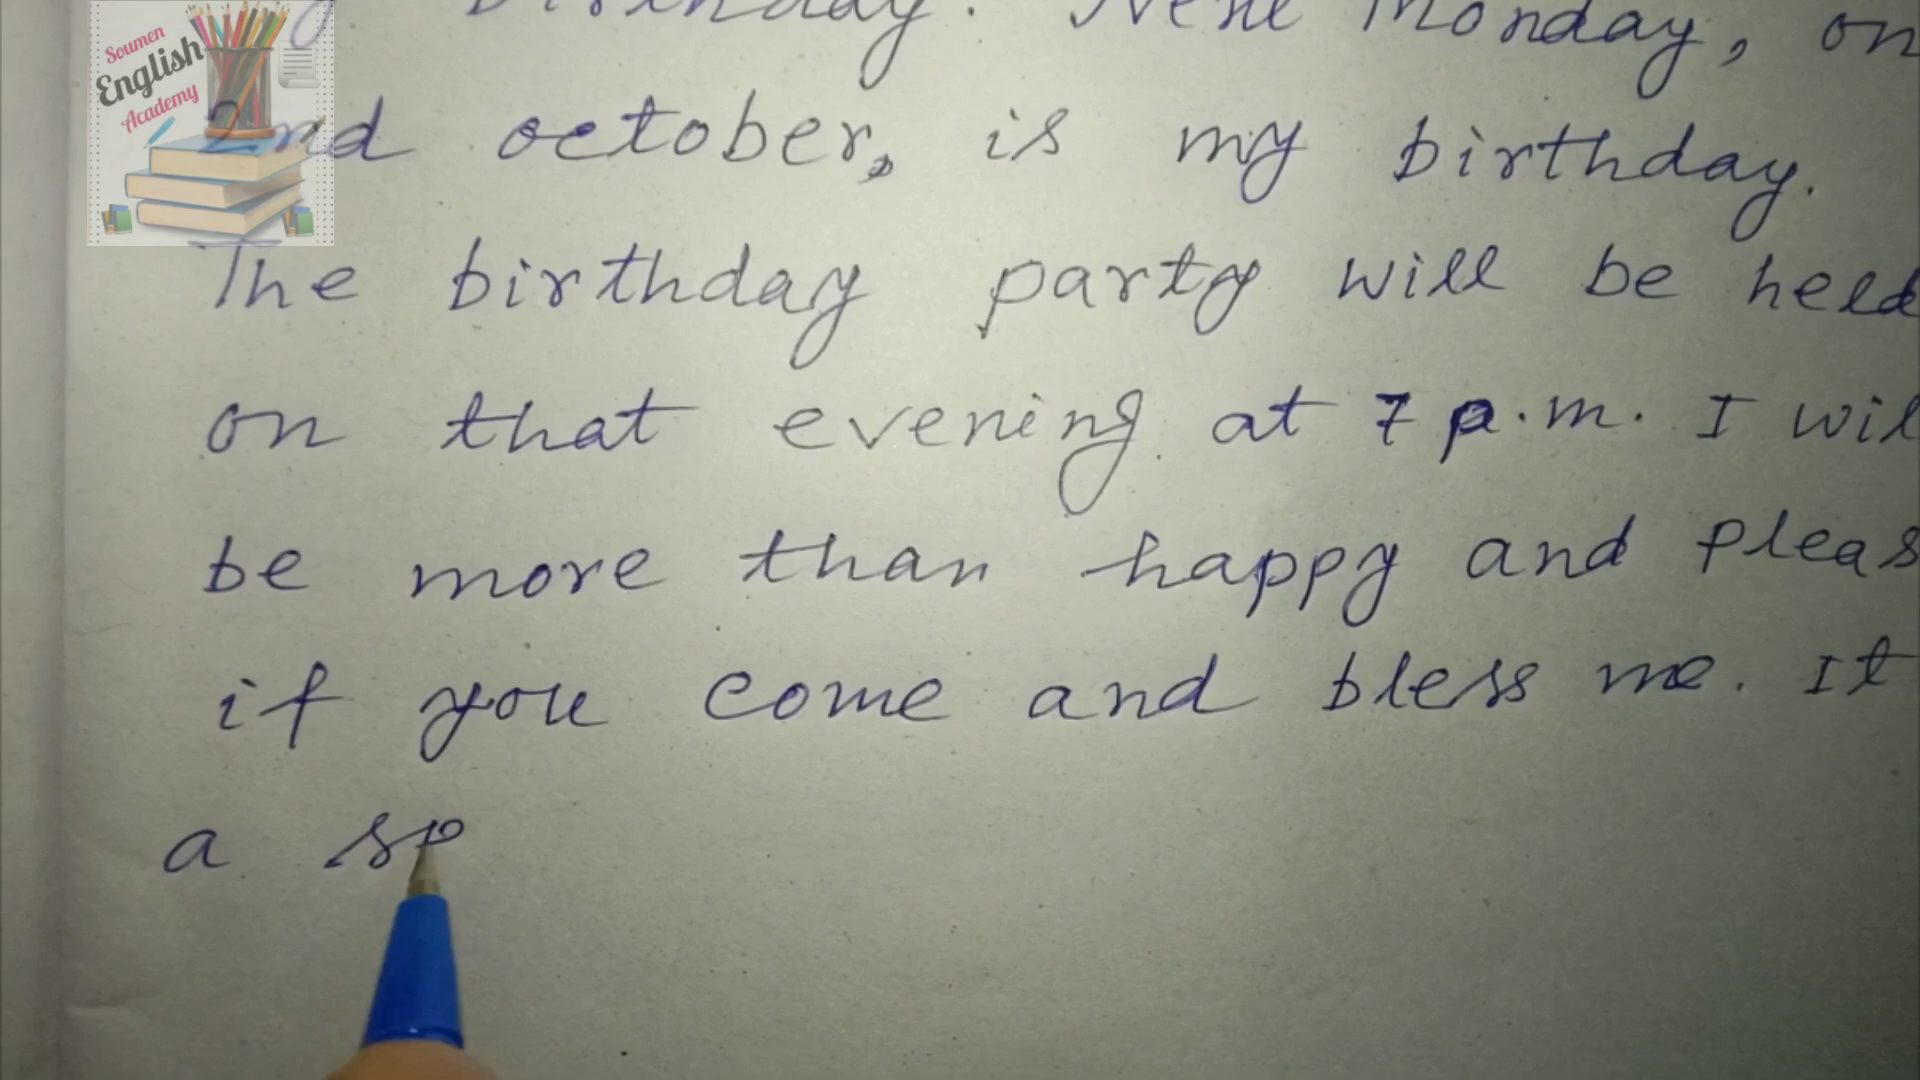 Soumen
English
Academy
Birthday. Next Monday, on
2nd october, is my birthday.
The birthday party will be held
on that evening at 7 p.m. I wil
be more than happy and pleas
if you come and bless me. It
a sp